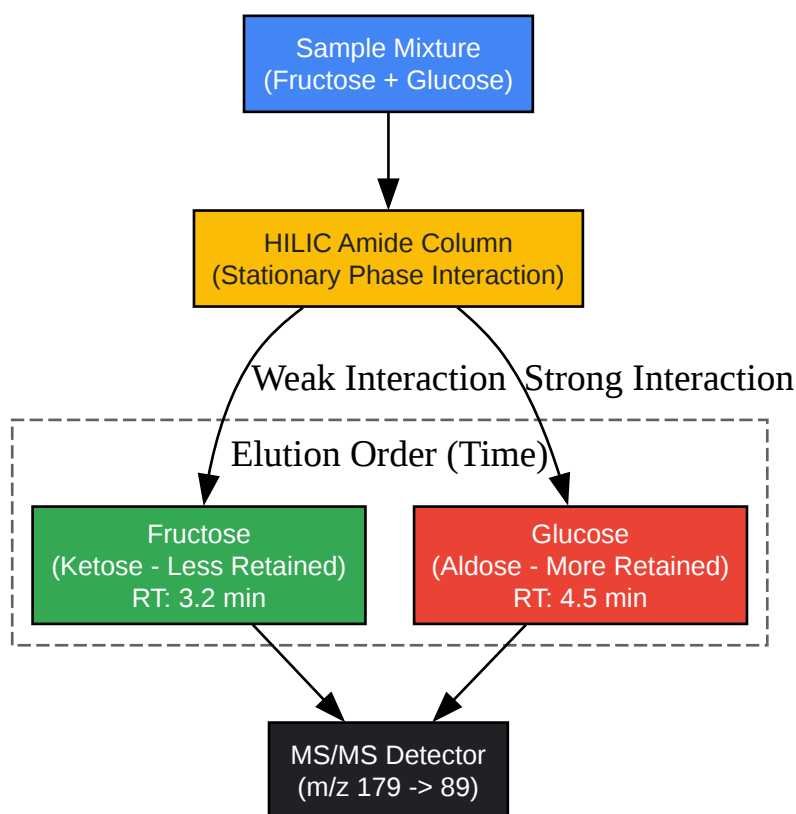 Sample Mixture
(Fructose + Glucose)
HILIC Amide Column
(Stationary Phase Interaction)
Weak Interaction
Strong Interaction
Elution Order (Time)
Fructose
(Ketose - Less Retained)
RT: 3.2 min
Glucose
(Aldose - More Retained)
RT: 4.5 min
MS/MS Detector
(m/z 179 -> 89)